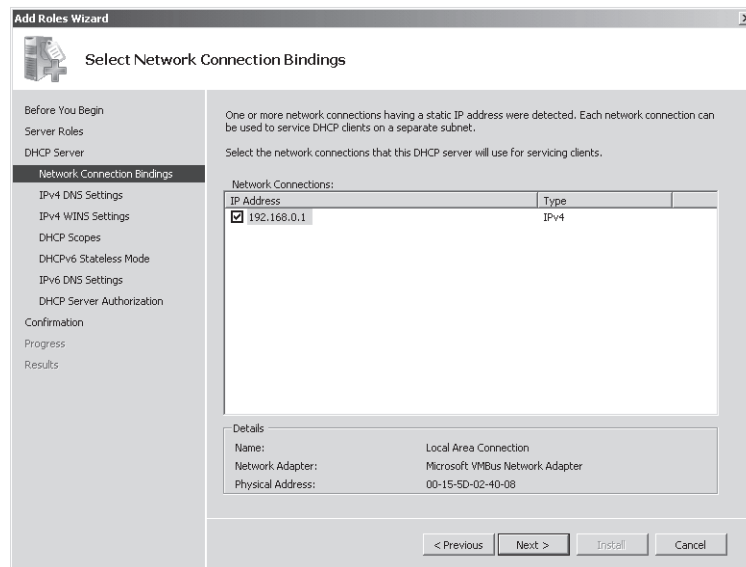 Add Roles Wizard
Select Network Connection Bindings
Before You Begin
Server Roles
DHCP Server
Network Connection Bindings
IPv4 DNS Settings
IPv4 WINS Settings
DHCP Scopes
DHCPv6 Stateless Mode
IPv6 DNS Settings
DHCP Server Authorization
Confirmation
Progress
Results
One or more network connections having a static IP address were detected. Each network connection can
be used to service DHCP clients on a separate subnet.
Select the network connections that this DHCP server will use for servicing clients.
Network Connections:
IP Address Type
192.168.0.1 IPv4
Details
Name: Local Area Connection
Network Adapter: Microsoft VMBus Network Adapter
Physical Address: 00-15-5D-02-40-08
< Previous Next > Install Cancel